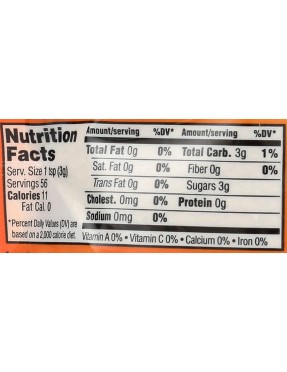 Nutrition
Facts
Serv. Size 1 tsp (3g)
Servings 56
Calories 11
Fat Cal. 0
*Percent Daily Values (DV) are
based on a 2,000 calorie diet.
Amount/serving %DV* Amount/serving %DV*
Total Fat 0g 0% Total Carb. 3g 1%
Sat. Fat 0g 0% Fiber 0g 0%
Trans Fat 0g 0% Sugars 3g
Cholest. 0mg 0% Protein 0g
Sodium 0mg 0%
Vitamin A 0% • Vitamin C 0% • Calcium 0% • Iron 0%